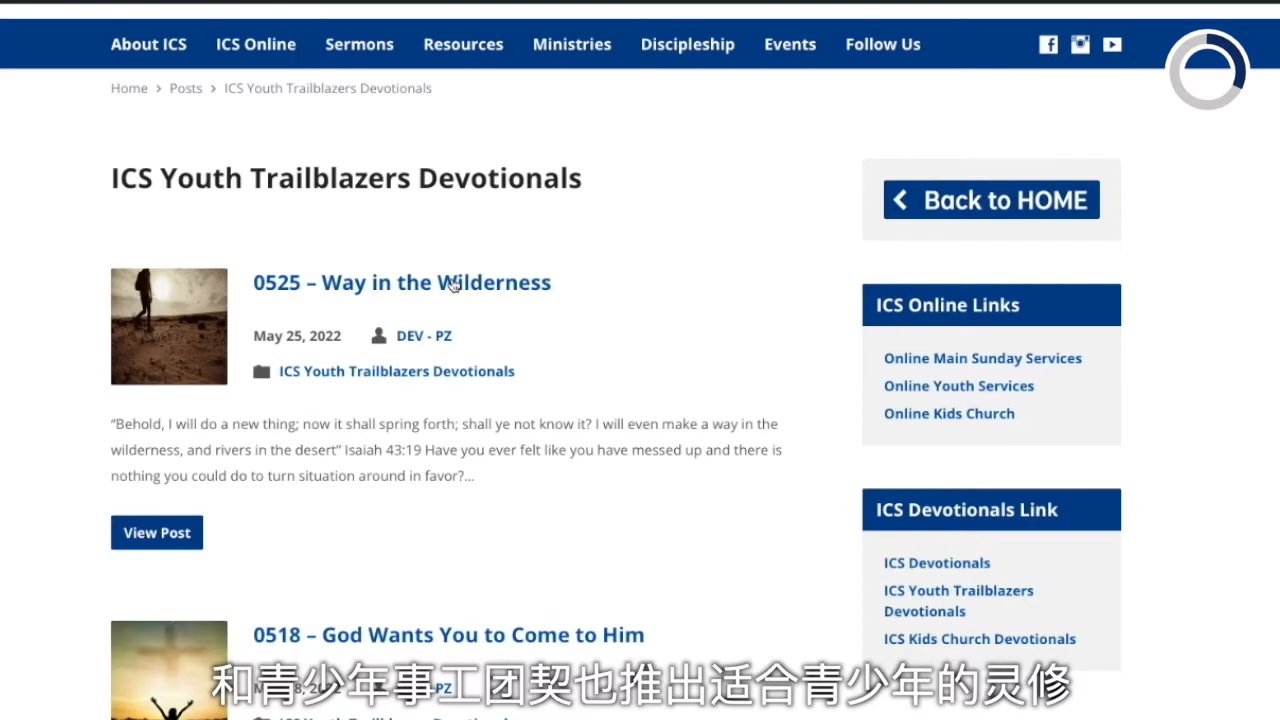 About ICS ICS Online Sermons Resources Ministries Discipleship Events Follow Us
Home > Posts > ICS Youth Trailblazers Devotionals
ICS Youth Trailblazers Devotionals
0525 – Way in the Wilderness
May 25, 2022 DEV - PZ
ICS Youth Trailblazers Devotionals
“Behold, I will do a new thing; now it shall spring forth; shall ye not know it? I will even make a way in the
wilderness, and rivers in the desert” Isaiah 43:19 Have you ever felt like you have messed up and there is
nothing you could do to turn situation around in favor?...
View Post
0518 – God Wants You to Come to Him
Back to HOME
ICS Online Links
Online Main Sunday Services
Online Youth Services
Online Kids Church
ICS Devotionals Link
ICS Devotionals
ICS Youth Trailblazers
Devotionals
ICS Kids Church Devotionals
和青少年事工团契也推出适合青少年的灵修